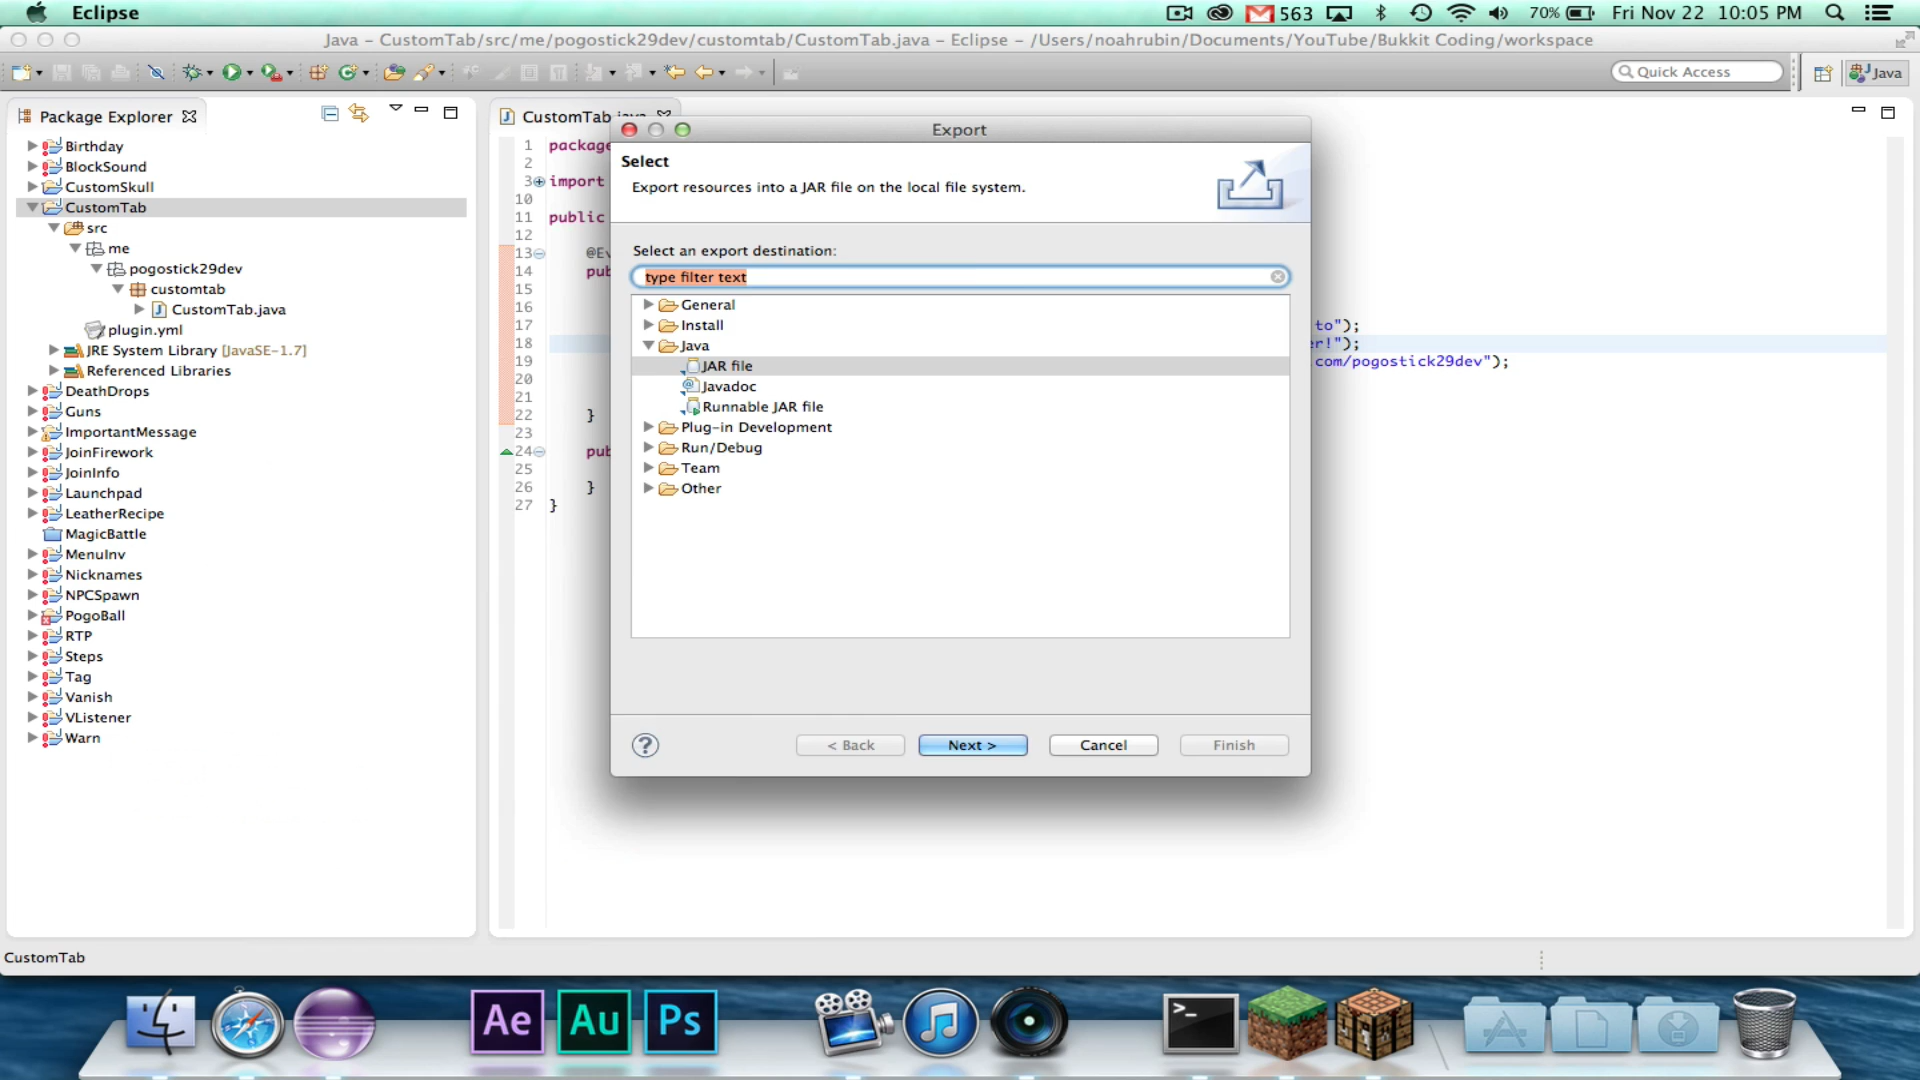 Eclipse
563
70%
Fri Nov 22 10:05 PM
Java – CustomTab/src/me/pogostick29dev/customtab/CustomTab.java – Eclipse – /Users/noahrubin/Documents/YouTube/Bukkit Coding/workspace
Quick Access
Java
Package Explorer
Birthday
BlockSound
CustomSkull
CustomTab
src
me
pogostick29dev
customtab
CustomTab.java
plugin.yml
JRE System Library [JavaSE-1.7]
Referenced Libraries
DeathDrops
Guns
ImportantMessage
JoinFirework
JoinInfo
Launchpad
LeatherRecipe
MagicBattle
MenuInv
Nicknames
NPCSpawn
PogoBall
RTP
Steps
Tag
Vanish
VListener
Warn
CustomTab.java
1 package
2
3 import
10
11 public
12
13 @Ev
14 pub
15
16
17 to");
18 er!");
19 com/pogostick29dev");
20
21
22 }
23
24 pub
25
26 }
27 }
Export
Select
Export resources into a JAR file on the local file system.
Select an export destination:
type filter text
General
Install
Java
JAR file
Javadoc
Runnable JAR file
Plug-in Development
Run/Debug
Team
Other
?
< Back
Next >
Cancel
Finish
CustomTab
Ae
Au
Ps
>_